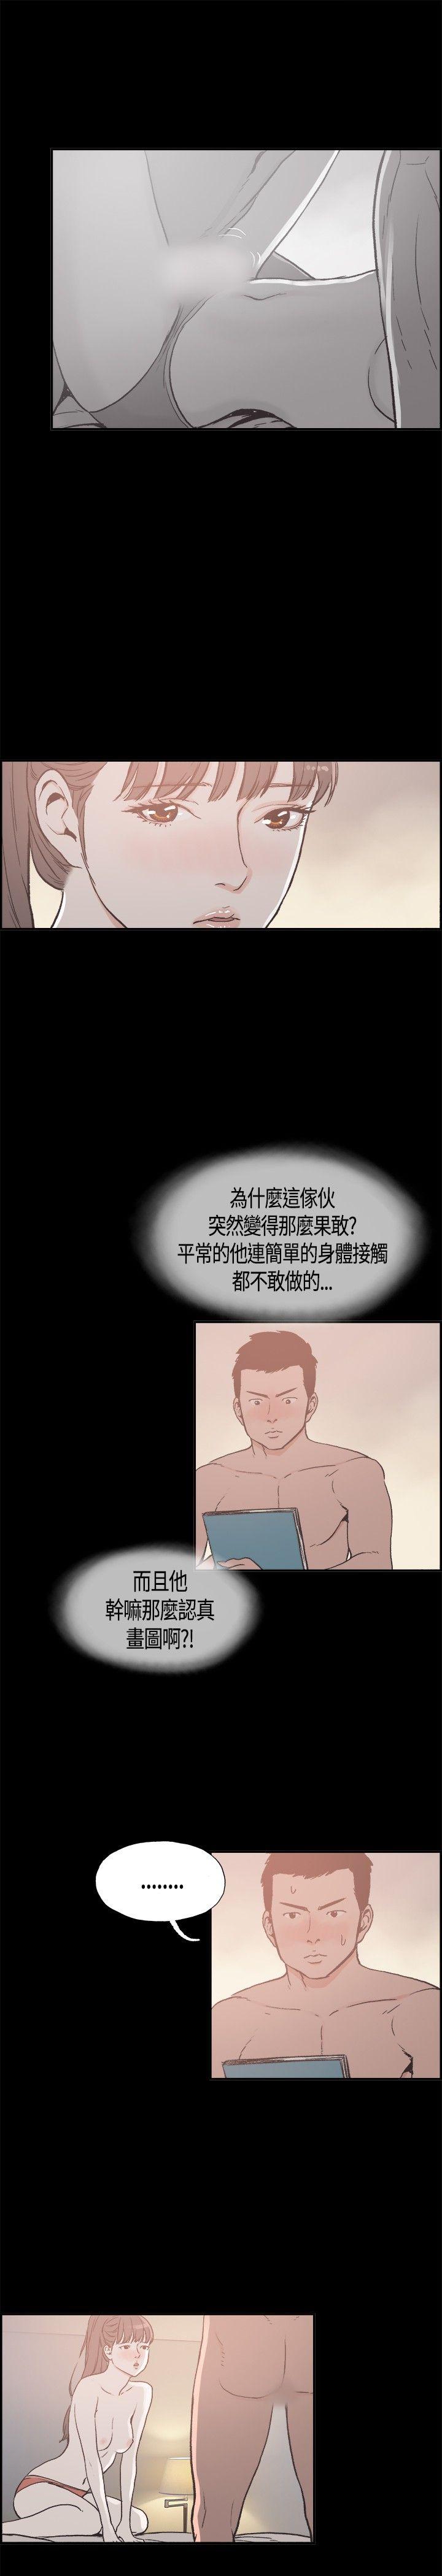 為什麼這傢伙
突然變得那麼果敢?
平常的他連簡單的身體接觸
都不敢做的...
而且他
幹嘛那麼認真
畫圖啊?!
........